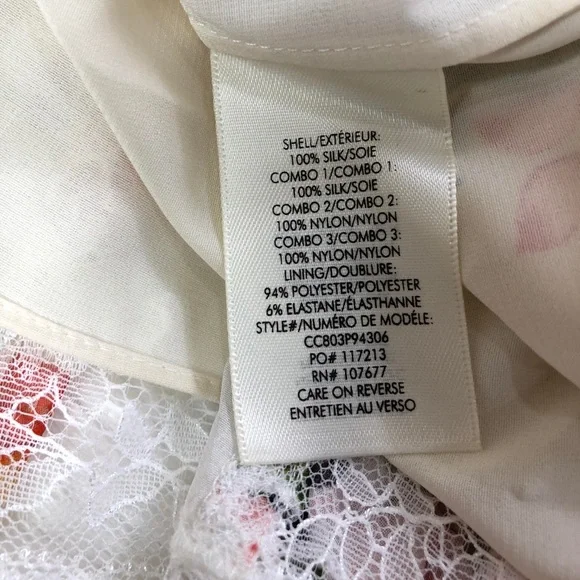 SHELL/EXTÉRIEUR:
100% SILK/SOIE
COMBO 1/COMBO 1:
100% SILK/SOIE
COMBO 2/COMBO 2:
100% NYLON/NYLON
COMBO 3/COMBO 3:
100% NYLON/NYLON
LINING/DOUBLURE:
94% POLYESTER/POLYESTER
6% ELASTANE/ÉLASTHANNE
STYLE#/NUMÉRO DE MODÈLE:
CC803P94306
PO# 117213
RN# 107677
CARE ON REVERSE
ENTRETIEN AU VERSO